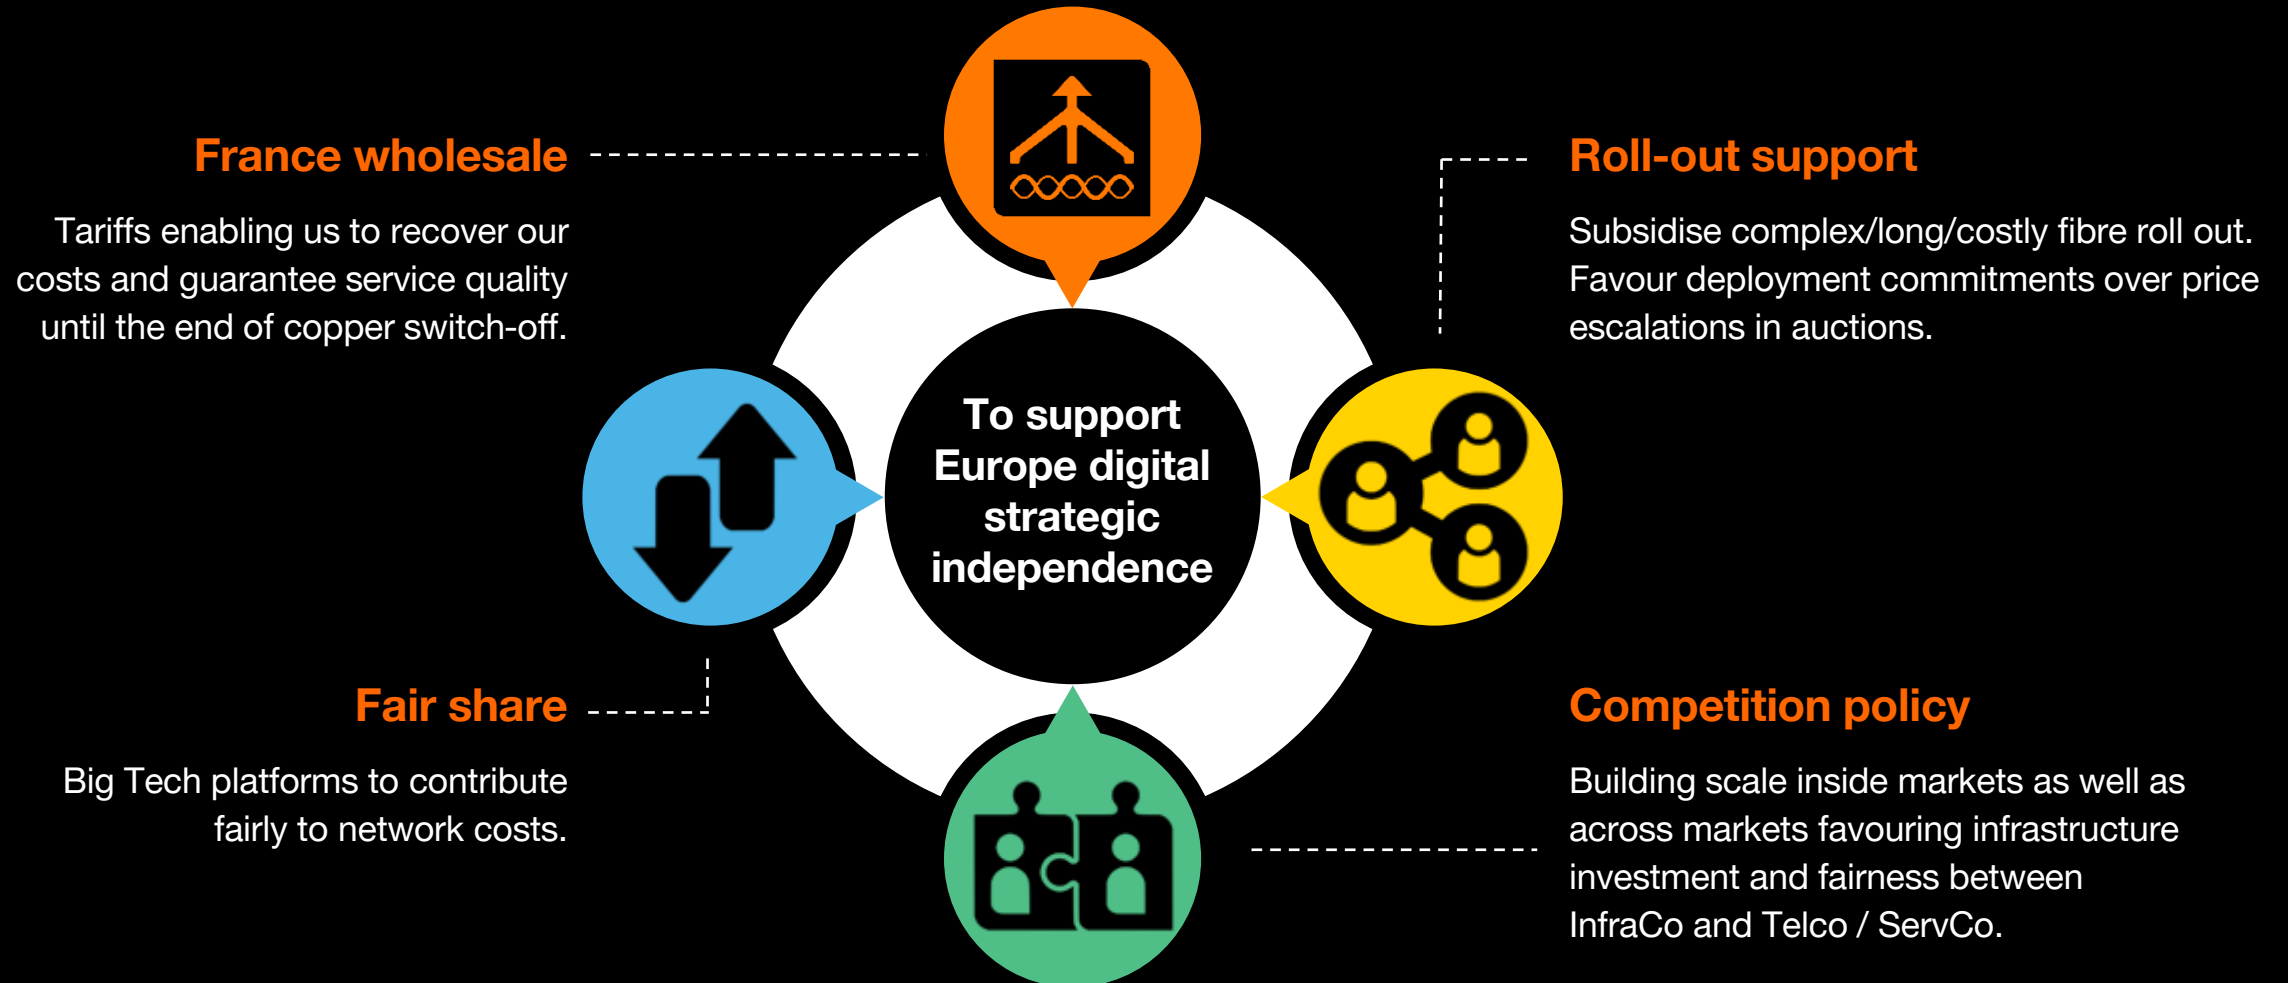 France wholesale
Tariffs enabling us to recover our
costs and guarantee service quality
until the end of copper switch-off.
Roll-out support
Subsidise complex/long/costly fibre roll out.
Favour deployment commitments over price
escalations in auctions.
To support
Europe digital
strategic
independence
Fair share
Big Tech platforms to contribute
fairly to network costs.
Competition policy
Building scale inside markets as well as
across markets favouring infrastructure
investment and fairness between
InfraCo and Telco / ServCo.